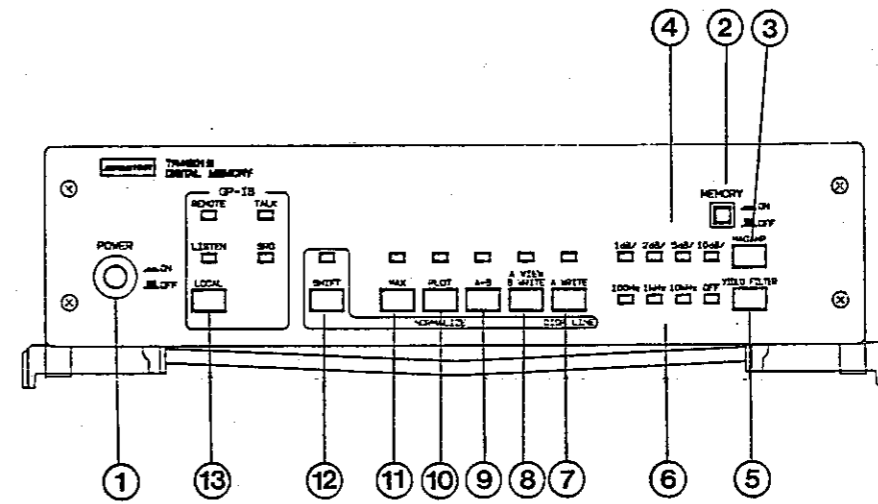 ④ ② ③
DIGITAL MEMORY
GP-IB
REMOTE TALK
LISTEN SRQ
LOCAL
POWER
ON
OFF
MEMORY
ON
OFF
1dB/ 2dB/ 5dB/ 10dB/
MAG AMP
100Hz 1kHz 10kHz OFF
VIDEO FILTER
SHIFT
MAX
PLOT
A-B
A VIEW
B WRITE
A WRITE
NORMALIZE
DISP LINE
① ⑬ ⑫ ⑪ ⑩ ⑨ ⑧ ⑦ ⑥ ⑤